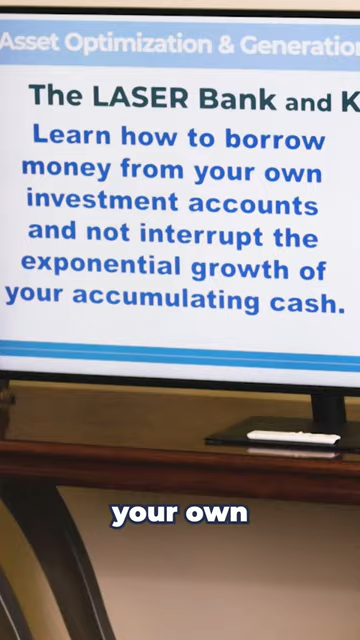 Asset Optimization & Generation
The LASER Bank and K
Learn how to borrow
money from your own
investment accounts
and not interrupt the
exponential growth of
your accumulating cash.
your own